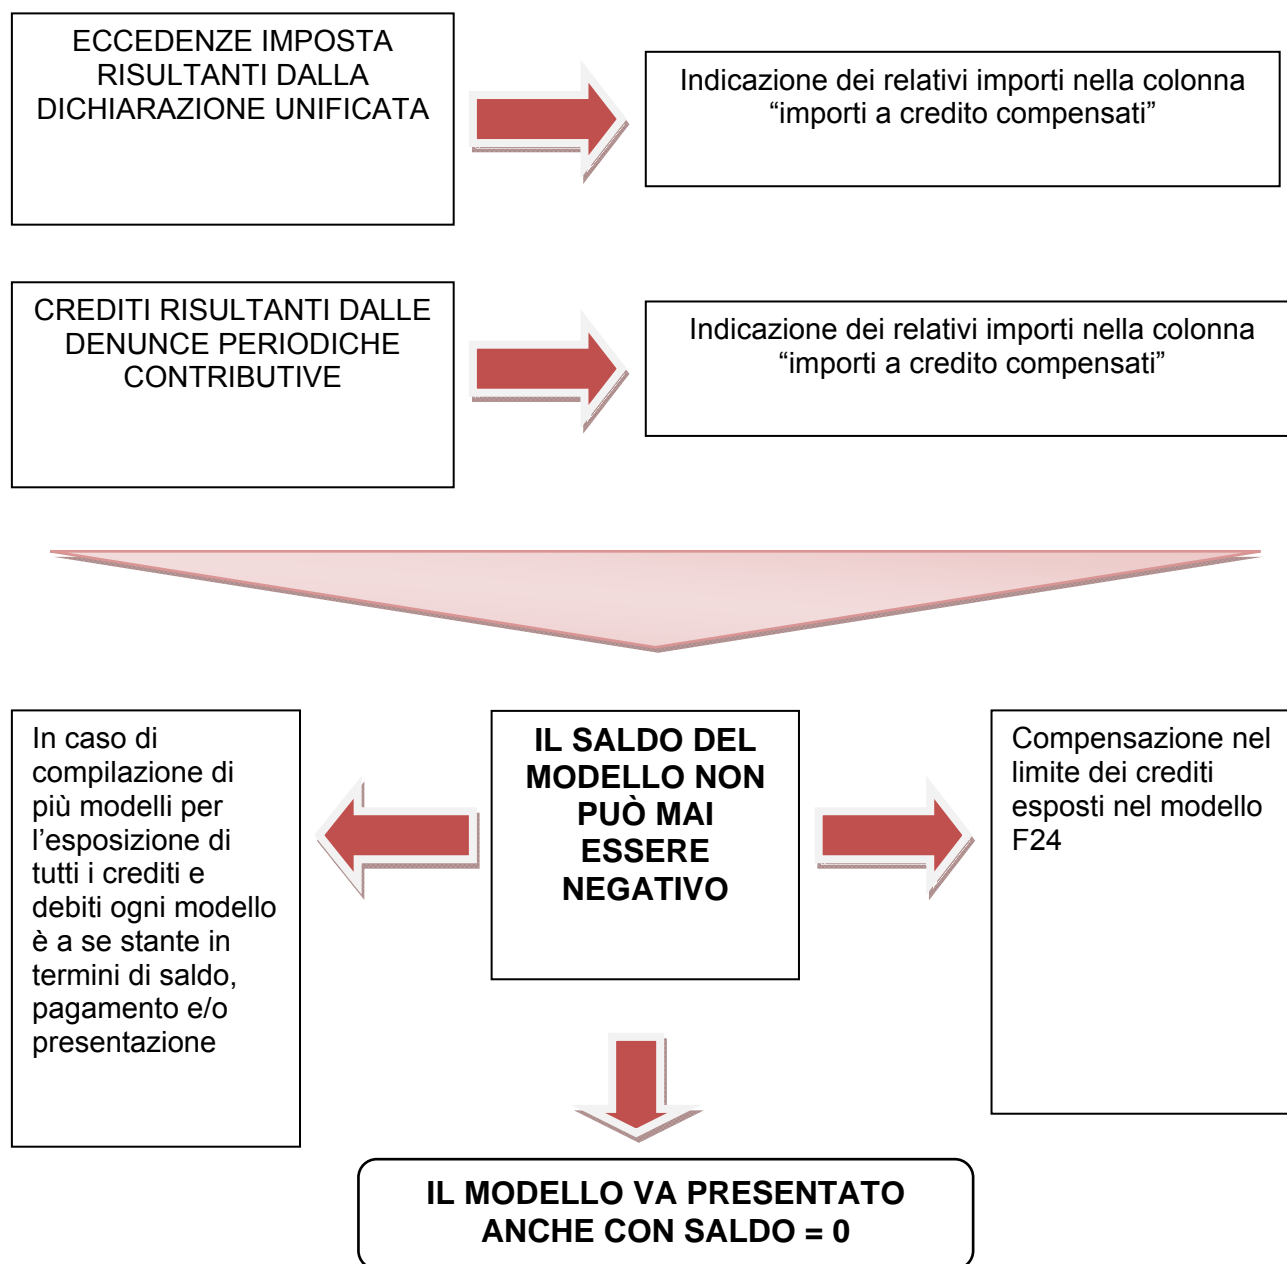 ECCEDENZE IMPOSTA
RISULTANTI DALLA
DICHIARAZIONE UNIFICATA
Indicazione dei relativi importi nella colonna
“importi a credito compensati”
CREDITI RISULTANTI DALLE
DENUNCE PERIODICHE
CONTRIBUTIVE
Indicazione dei relativi importi nella colonna
“importi a credito compensati”
In caso di
compilazione di
più modelli per
l’esposizione di
tutti i crediti e
debiti ogni modello
è a se stante in
termini di saldo,
pagamento e/o
presentazione
IL SALDO DEL
MODELLO NON
PUÒ MAI
ESSERE
NEGATIVO
Compensazione nel
limite dei crediti
esposti nel modello
F24
IL MODELLO VA PRESENTATO
ANCHE CON SALDO = 0